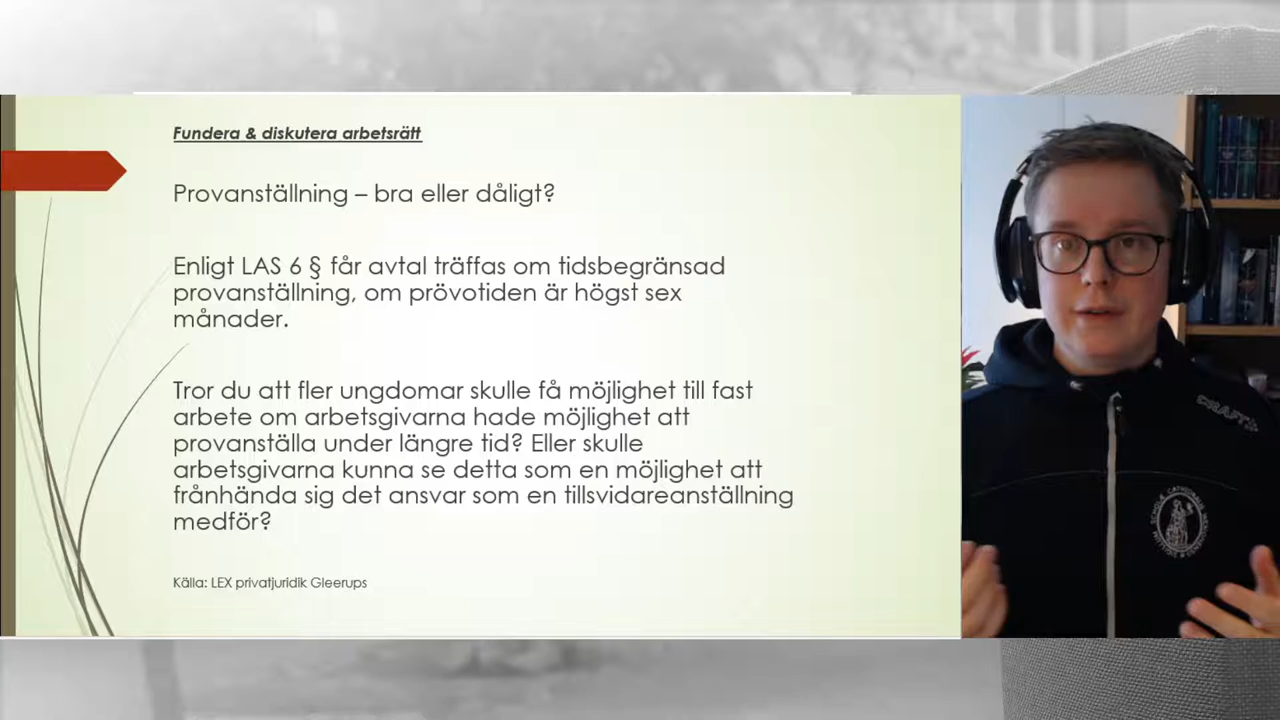 Fundera & diskutera arbetsrätt
Provanställning – bra eller dåligt?
Enligt LAS 6 § får avtal träffas om tidsbegränsad
provanställning, om prövotiden är högst sex
månader.
Tror du att fler ungdomar skulle få möjlighet till fast
arbete om arbetsgivarna hade möjlighet att
provanställa under längre tid? Eller skulle
arbetsgivarna kunna se detta som en möjlighet att
frånhända sig det ansvar som en tillsvidareanställning
medför?
Källa: LEX privatjuridik Gleerups
CRAFT